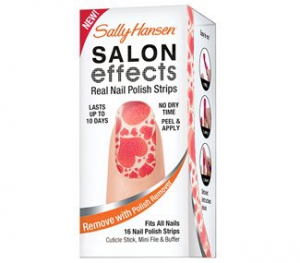 NEW!
Sally Hansen
SALON
effects
Real Nail Polish Strips
LASTS
UP TO
10 DAYS
NO DRY
TIME
PEEL &
APPLY
Remove with Polish Remover
Fits All Nails
16 Nail Polish Strips
Cuticle Stick, Mini File & Buffer